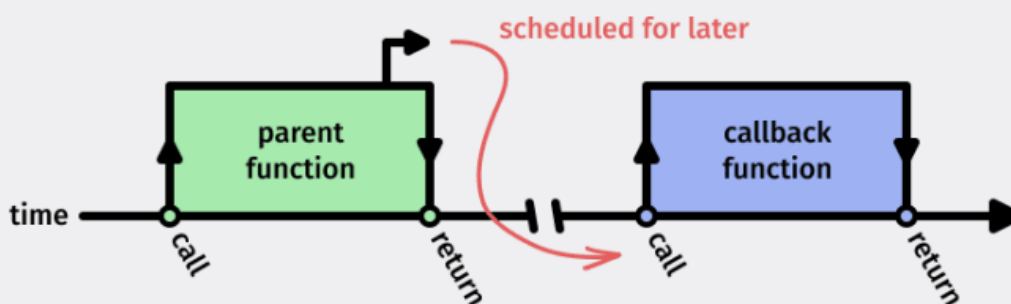 scheduled for later
parent
function
callback
function
time
call
return
call
return